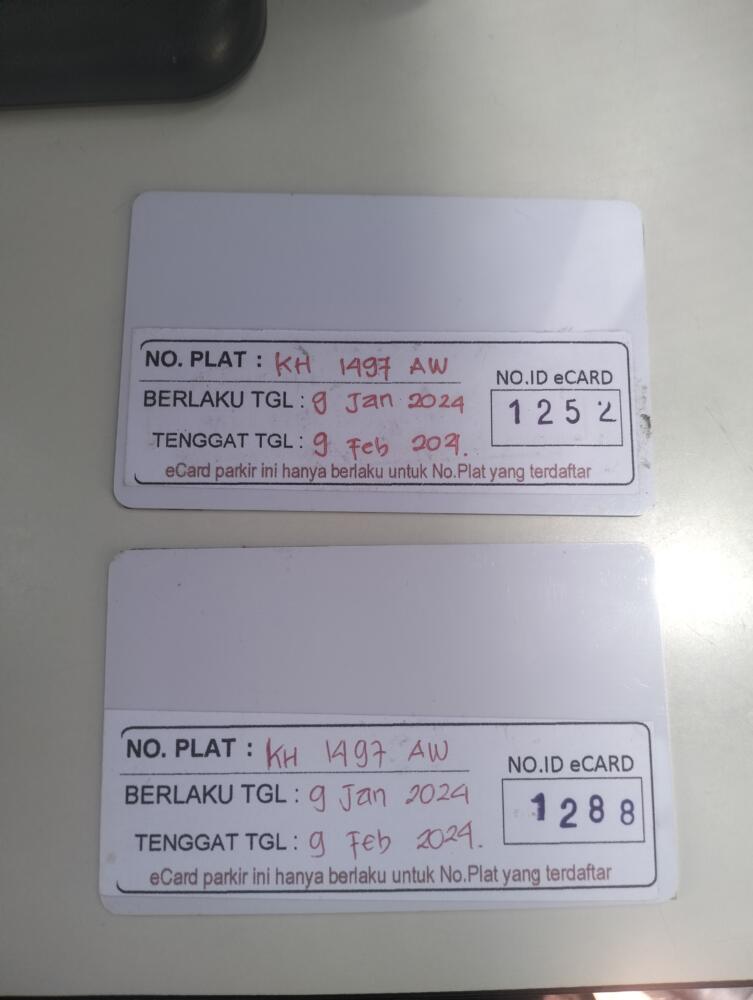 NO. PLAT : KH 1497 AW
NO.ID eCARD
BERLAKU TGL : 9 Jan 2024
1252
TENGGAT TGL : 9 Feb 2024.
eCard parkir ini hanya berlaku untuk No.Plat yang terdaftar
NO. PLAT : KH 1497 AW
NO.ID eCARD
BERLAKU TGL : 9 Jan 2024
1288
TENGGAT TGL : 9 Feb 2024.
eCard parkir ini hanya berlaku untuk No.Plat yang terdaftar